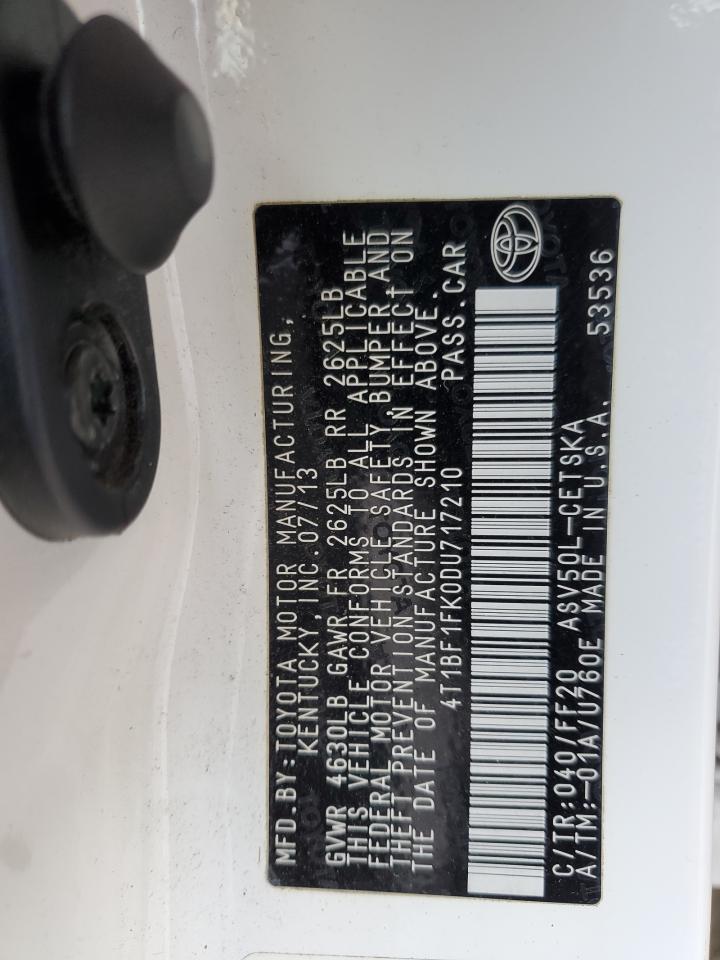 MFD.BY:TOYOTA MOTOR MANUFACTURING,
KENTUCKY,INC.07/13
GVWR 4630LB GAWR FR 2625LB RR 2625LB
THIS VEHICLE CONFORMS TO ALL APPLICABLE
FEDERAL MOTOR VEHICLE SAFETY,BUMPER,AND
THEFT PREVENTION STANDARDS IN EFFECT ON
THE DATE OF MANUFACTURE SHOWN ABOVE.
4T1BF1FK0DU717210 PASS.CAR
C/TR:040/FF20 ASV50L-CETSKA
A/TM:-01A/U760E MADE IN U.S.A. 53536